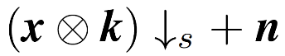 (x ⊗ k) ↓ₛ + n